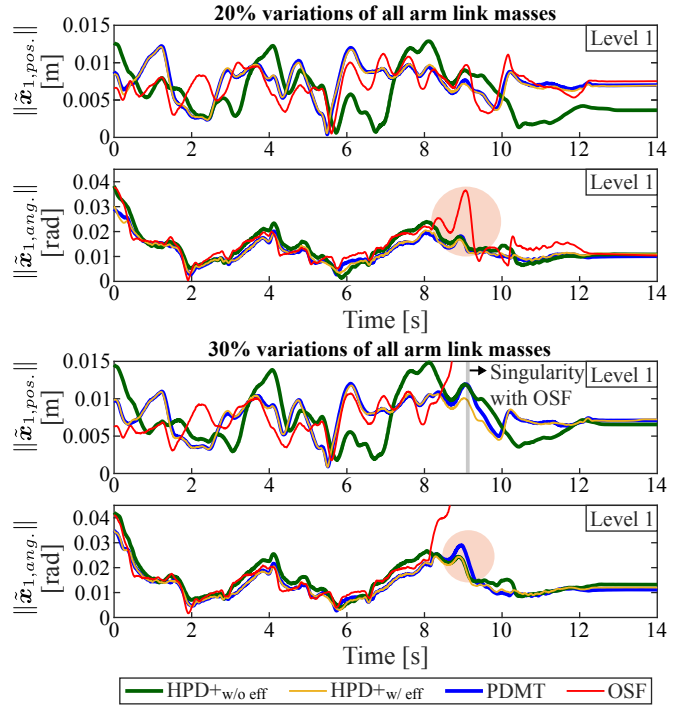 20% variations of all arm link masses
0.015
0.01
0.005
0
||x̃₁,pos.||
[m]
Level 1
0 2 4 6 8 10 12 14
0.04
0.03
0.02
0.01
0
||x̃₁,ang.||
[rad]
Level 1
0 2 4 6 8 10 12 14
Time [s]
30% variations of all arm link masses
0.015
0.01
0.005
0
||x̃₁,pos.||
[m]
Level 1
Singularity
with OSF
0 2 4 6 8 10 12 14
0.04
0.03
0.02
0.01
0
||x̃₁,ang.||
[rad]
Level 1
0 2 4 6 8 10 12 14
Time [s]
HPD+w/o eff HPD+w/ eff PDMT OSF